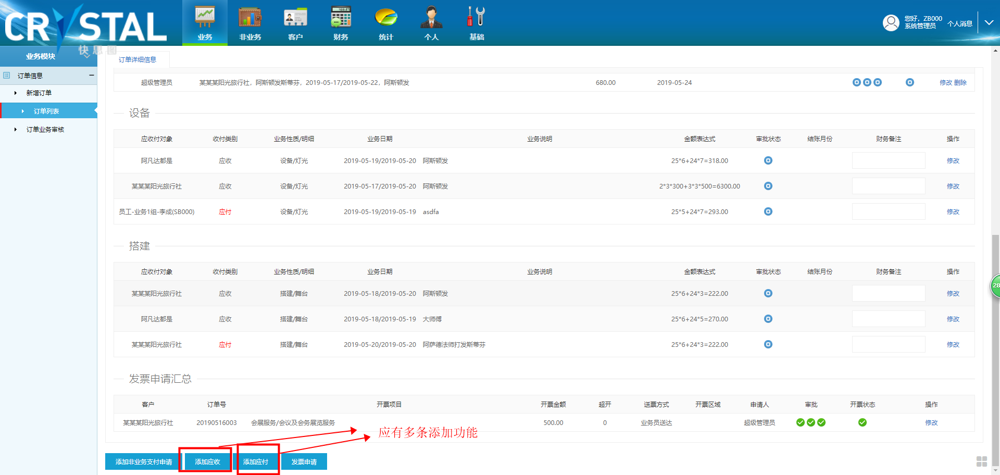 CRYSTAL
快思图
业务
非业务
客户
财务
统计
个人
基础
您好，ZB000
系统管理员
个人消息
业务模块
订单信息
新增订单
订单列表
订单业务审核
订单详细信息
超级管理员 某某某阳光旅行社，阿斯顿发斯蒂芬，2019-05-17/2019-05-22，阿斯顿发 680.00 2019-05-24 修改 删除
设备
应收付对象 收付类别 业务性质/明细 业务日期 业务说明 金额表达式 审批状态 结账月份 财务备注 操作
阿凡达都是 应收 设备/灯光 2019-05-19/2019-05-20 阿斯顿发 25*6+24*7=318.00 修改
某某某阳光旅行社 应收 设备/灯光 2019-05-17/2019-05-20 阿斯顿发 2*3*300+3*3*500=6300.00 修改
员工-业务1组-李成(SB000) 应付 设备/灯光 2019-05-19/2019-05-19 asdfa 25*5+24*7=293.00 修改
搭建
应收付对象 收付类别 业务性质/明细 业务日期 业务说明 金额表达式 审批状态 结账月份 财务备注 操作
某某某阳光旅行社 应收 搭建/舞台 2019-05-18/2019-05-20 阿斯顿发 25*6+24*3=222.00 修改
阿凡达都是 应收 搭建/舞台 2019-05-18/2019-05-19 大师傅 25*6+24*5=270.00 修改
某某某阳光旅行社 应付 搭建/舞台 2019-05-20/2019-05-20 阿萨德法师打发斯蒂芬 25*6+24*3=222.00 修改
28
发票申请汇总
客户 订单号 开票项目 开票金额 超开 送票方式 开票区域 申请人 审批 开票状态 操作
某某某阳光旅行社 20190516003 会展服务/会议及会务展览服务 500.00 0 业务员送达 超级管理员 修改
应有多条添加功能
添加非业务支付申请
添加应收
添加应付
发票申请